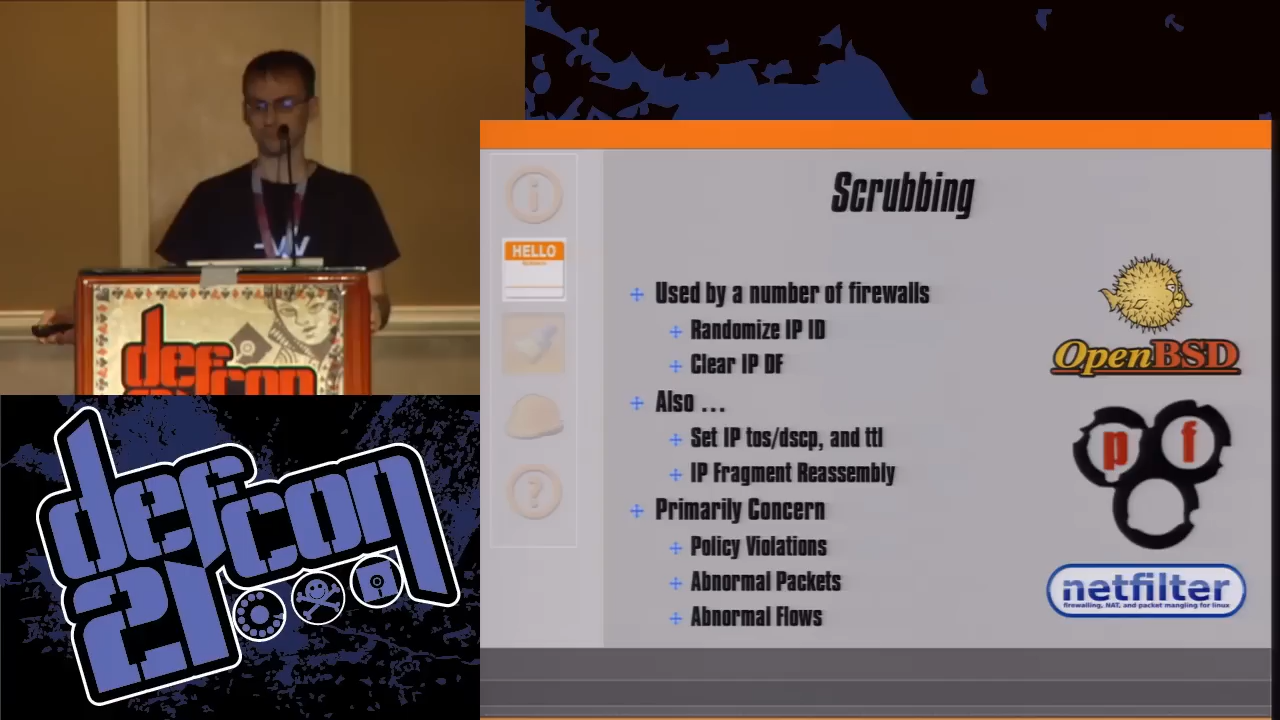 Scrubbing
HELLO
Used by a number of firewalls
Randomize IP ID
Clear IP DF
Also ...
Set IP tos/dscp, and ttl
IP Fragment Reassembly
Primarily Concern
Policy Violations
Abnormal Packets
Abnormal Flows
OpenBSD
pf
netfilter
firewalling, NAT, and packet mangling for linux
defcon
defcon
21